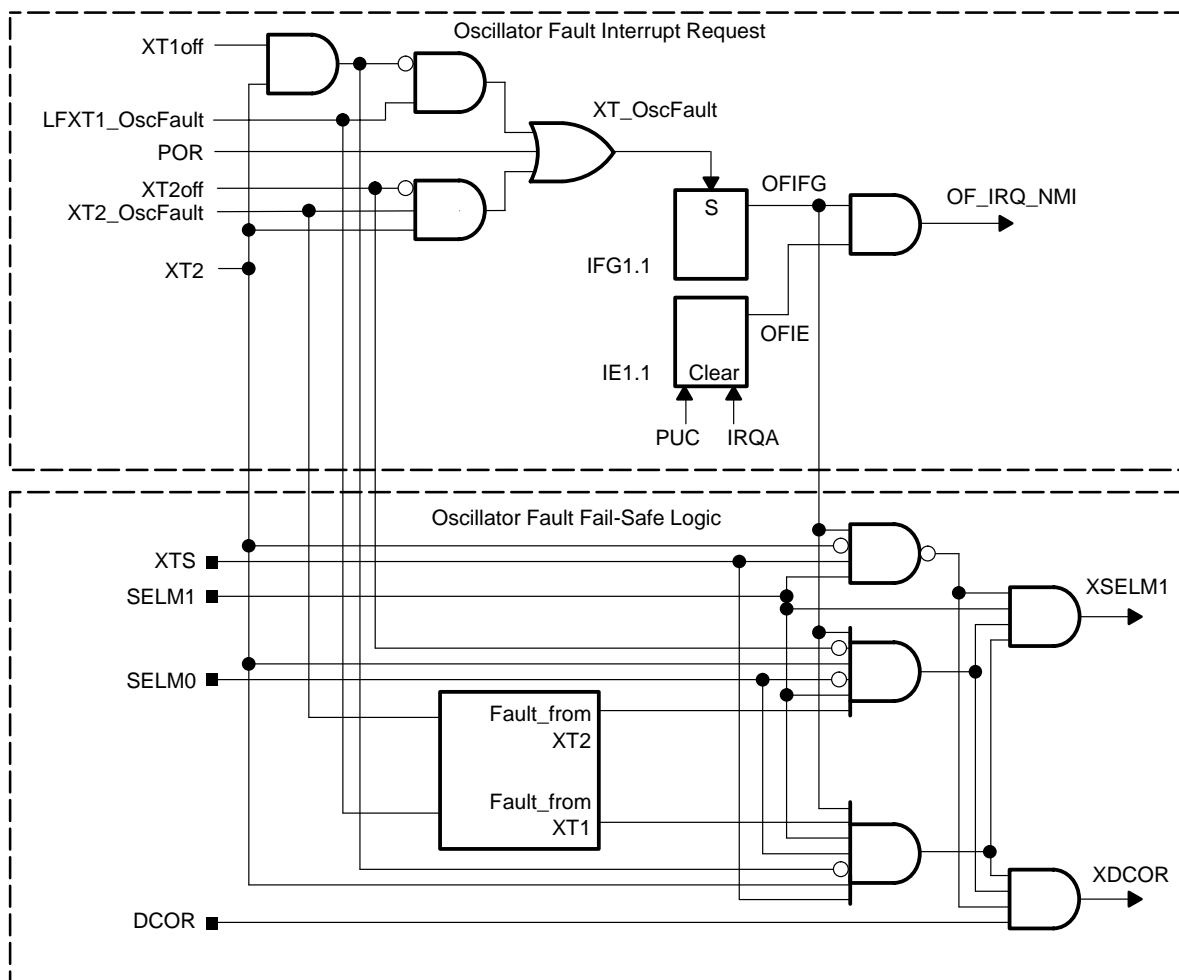 Oscillator Fault Interrupt Request
XT1off
LFXT1_OscFault
XT_OscFault
POR
XT2off
XT2_OscFault
XT2
S
OFIFG
OF_IRQ_NMI
IFG1.1
OFIE
IE1.1
Clear
PUC
IRQA
Oscillator Fault Fail-Safe Logic
XTS
SELM1
XSELM1
SELM0
Fault_from
XT2
Fault_from
XT1
XDCOR
DCOR